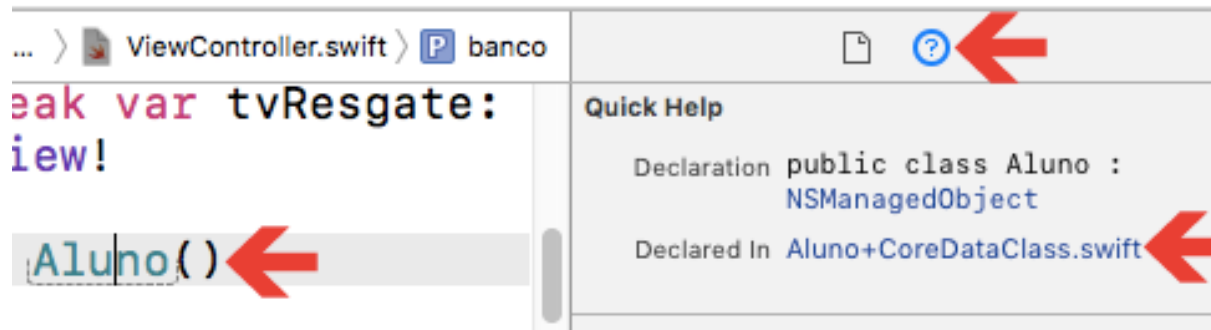 ... 〉 ViewController.swift 〉 P banco
?
eak var tvResgate:
iew!
Aluno()
Quick Help
Declaration public class Aluno :
NSManagedObject
Declared In Aluno+CoreDataClass.swift